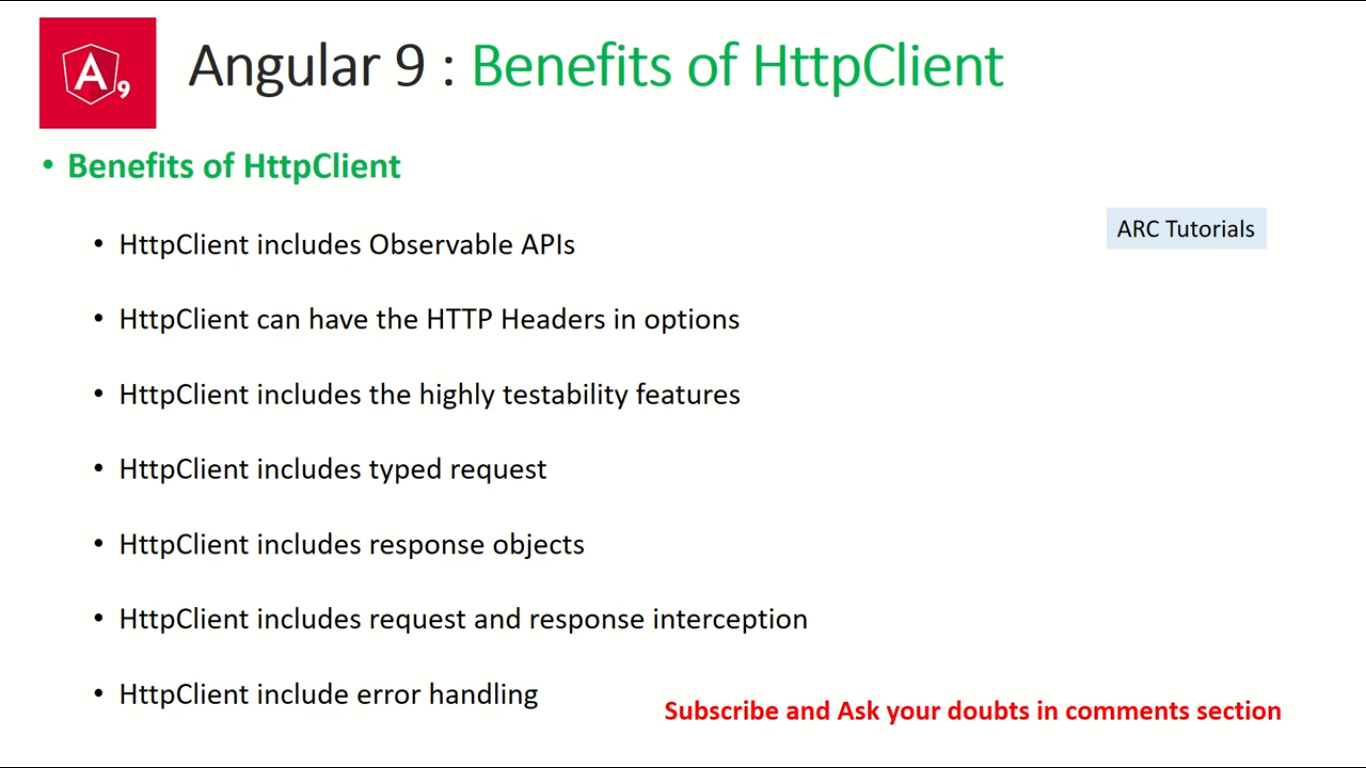 A9
Angular 9 : Benefits of HttpClient
• Benefits of HttpClient
ARC Tutorials
• HttpClient includes Observable APIs
• HttpClient can have the HTTP Headers in options
• HttpClient includes the highly testability features
• HttpClient includes typed request
• HttpClient includes response objects
• HttpClient includes request and response interception
• HttpClient include error handling
Subscribe and Ask your doubts in comments section